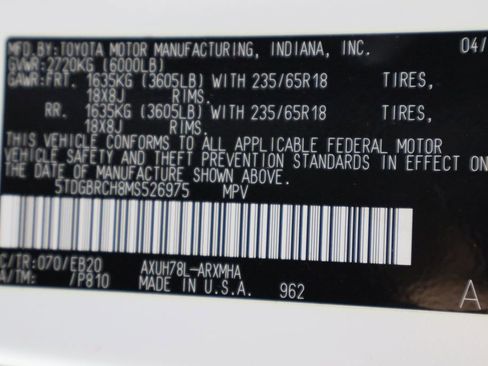 MFD.BY:TOYOTA MOTOR MANUFACTURING, INDIANA, INC. 04/
GVWR:2720KG (6000LB)
GAWR:FRT. 1635KG (3605LB) WITH 235/65R18 TIRES,
18X8J RIMS.
RR. 1635KG (3605LB) WITH 235/65R18 TIRES,
18X8J RIMS.
THIS VEHICLE CONFORMS TO ALL APPLICABLE FEDERAL MOTOR
VEHICLE SAFETY AND THEFT PREVENTION STANDARDS IN EFFECT ON
THE DATE OF MANUFACTURE SHOWN ABOVE.
5TDGBRCH8MS526975 MPV
C/TR:070/EB20 AXUH78L-ARXMHA
A/TM: /P810 MADE IN U.S.A. 962 A